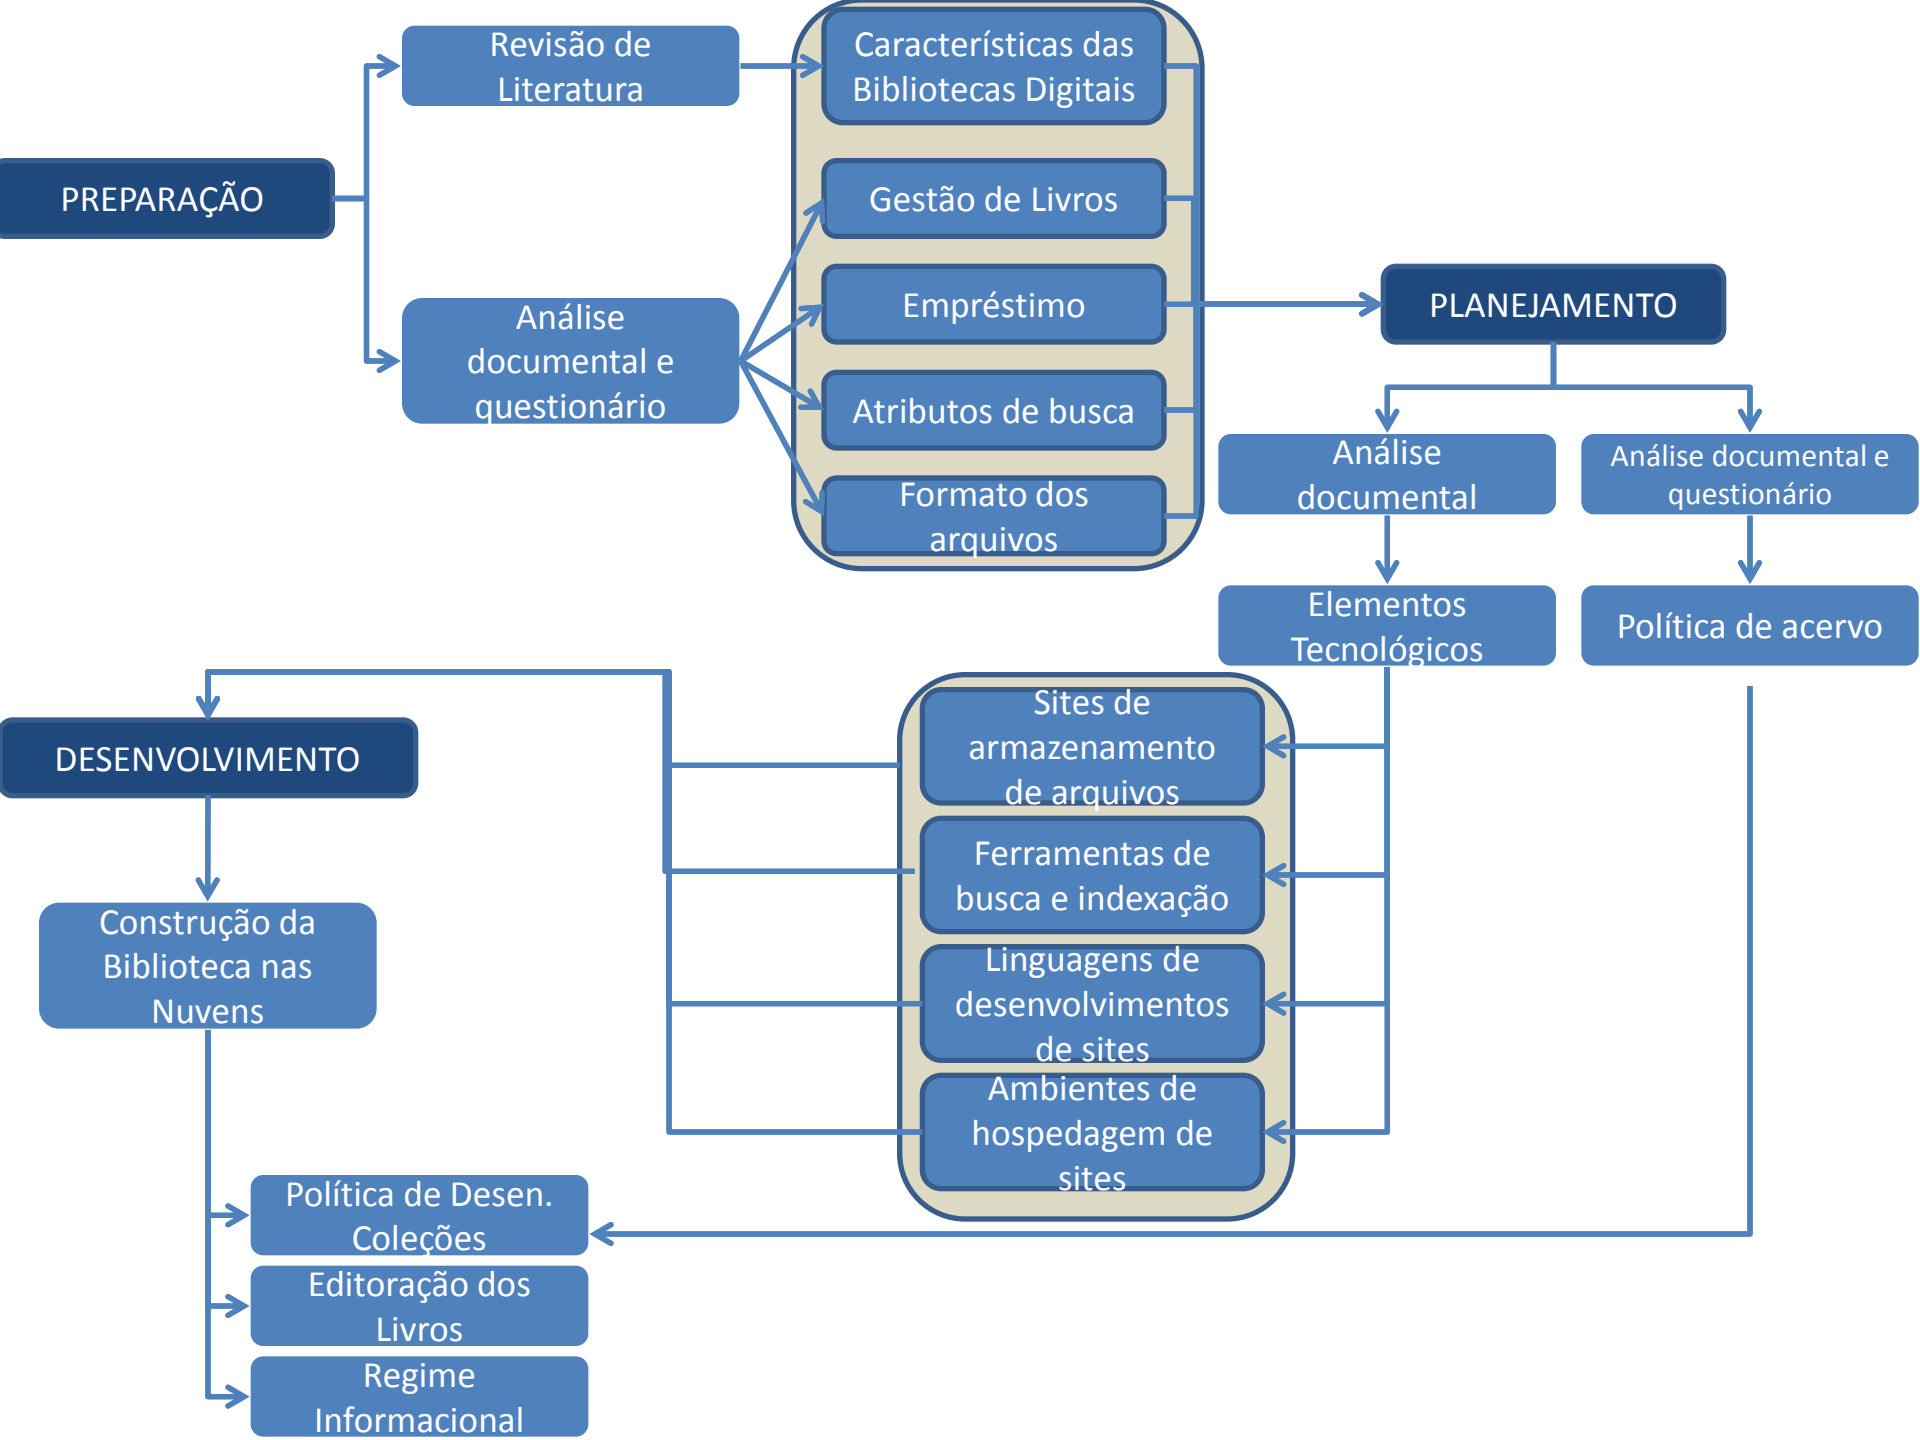 Revisão de
Literatura
Características das
Bibliotecas Digitais
PREPARAÇÃO
Gestão de Livros
Análise
documental e
questionário
Empréstimo
Atributos de busca
Formato dos
arquivos
PLANEJAMENTO
Análise
documental
Análise documental e
questionário
Elementos
Tecnológicos
Política de acervo
Sites de
armazenamento
de arquivos
Ferramentas de
busca e indexação
Linguagens de
desenvolvimentos
de sites
Ambientes de
hospedagem de
sites
DESENVOLVIMENTO
Construção da
Biblioteca nas
Nuvens
Política de Desen.
Coleções
Editoração dos
Livros
Regime
Informacional